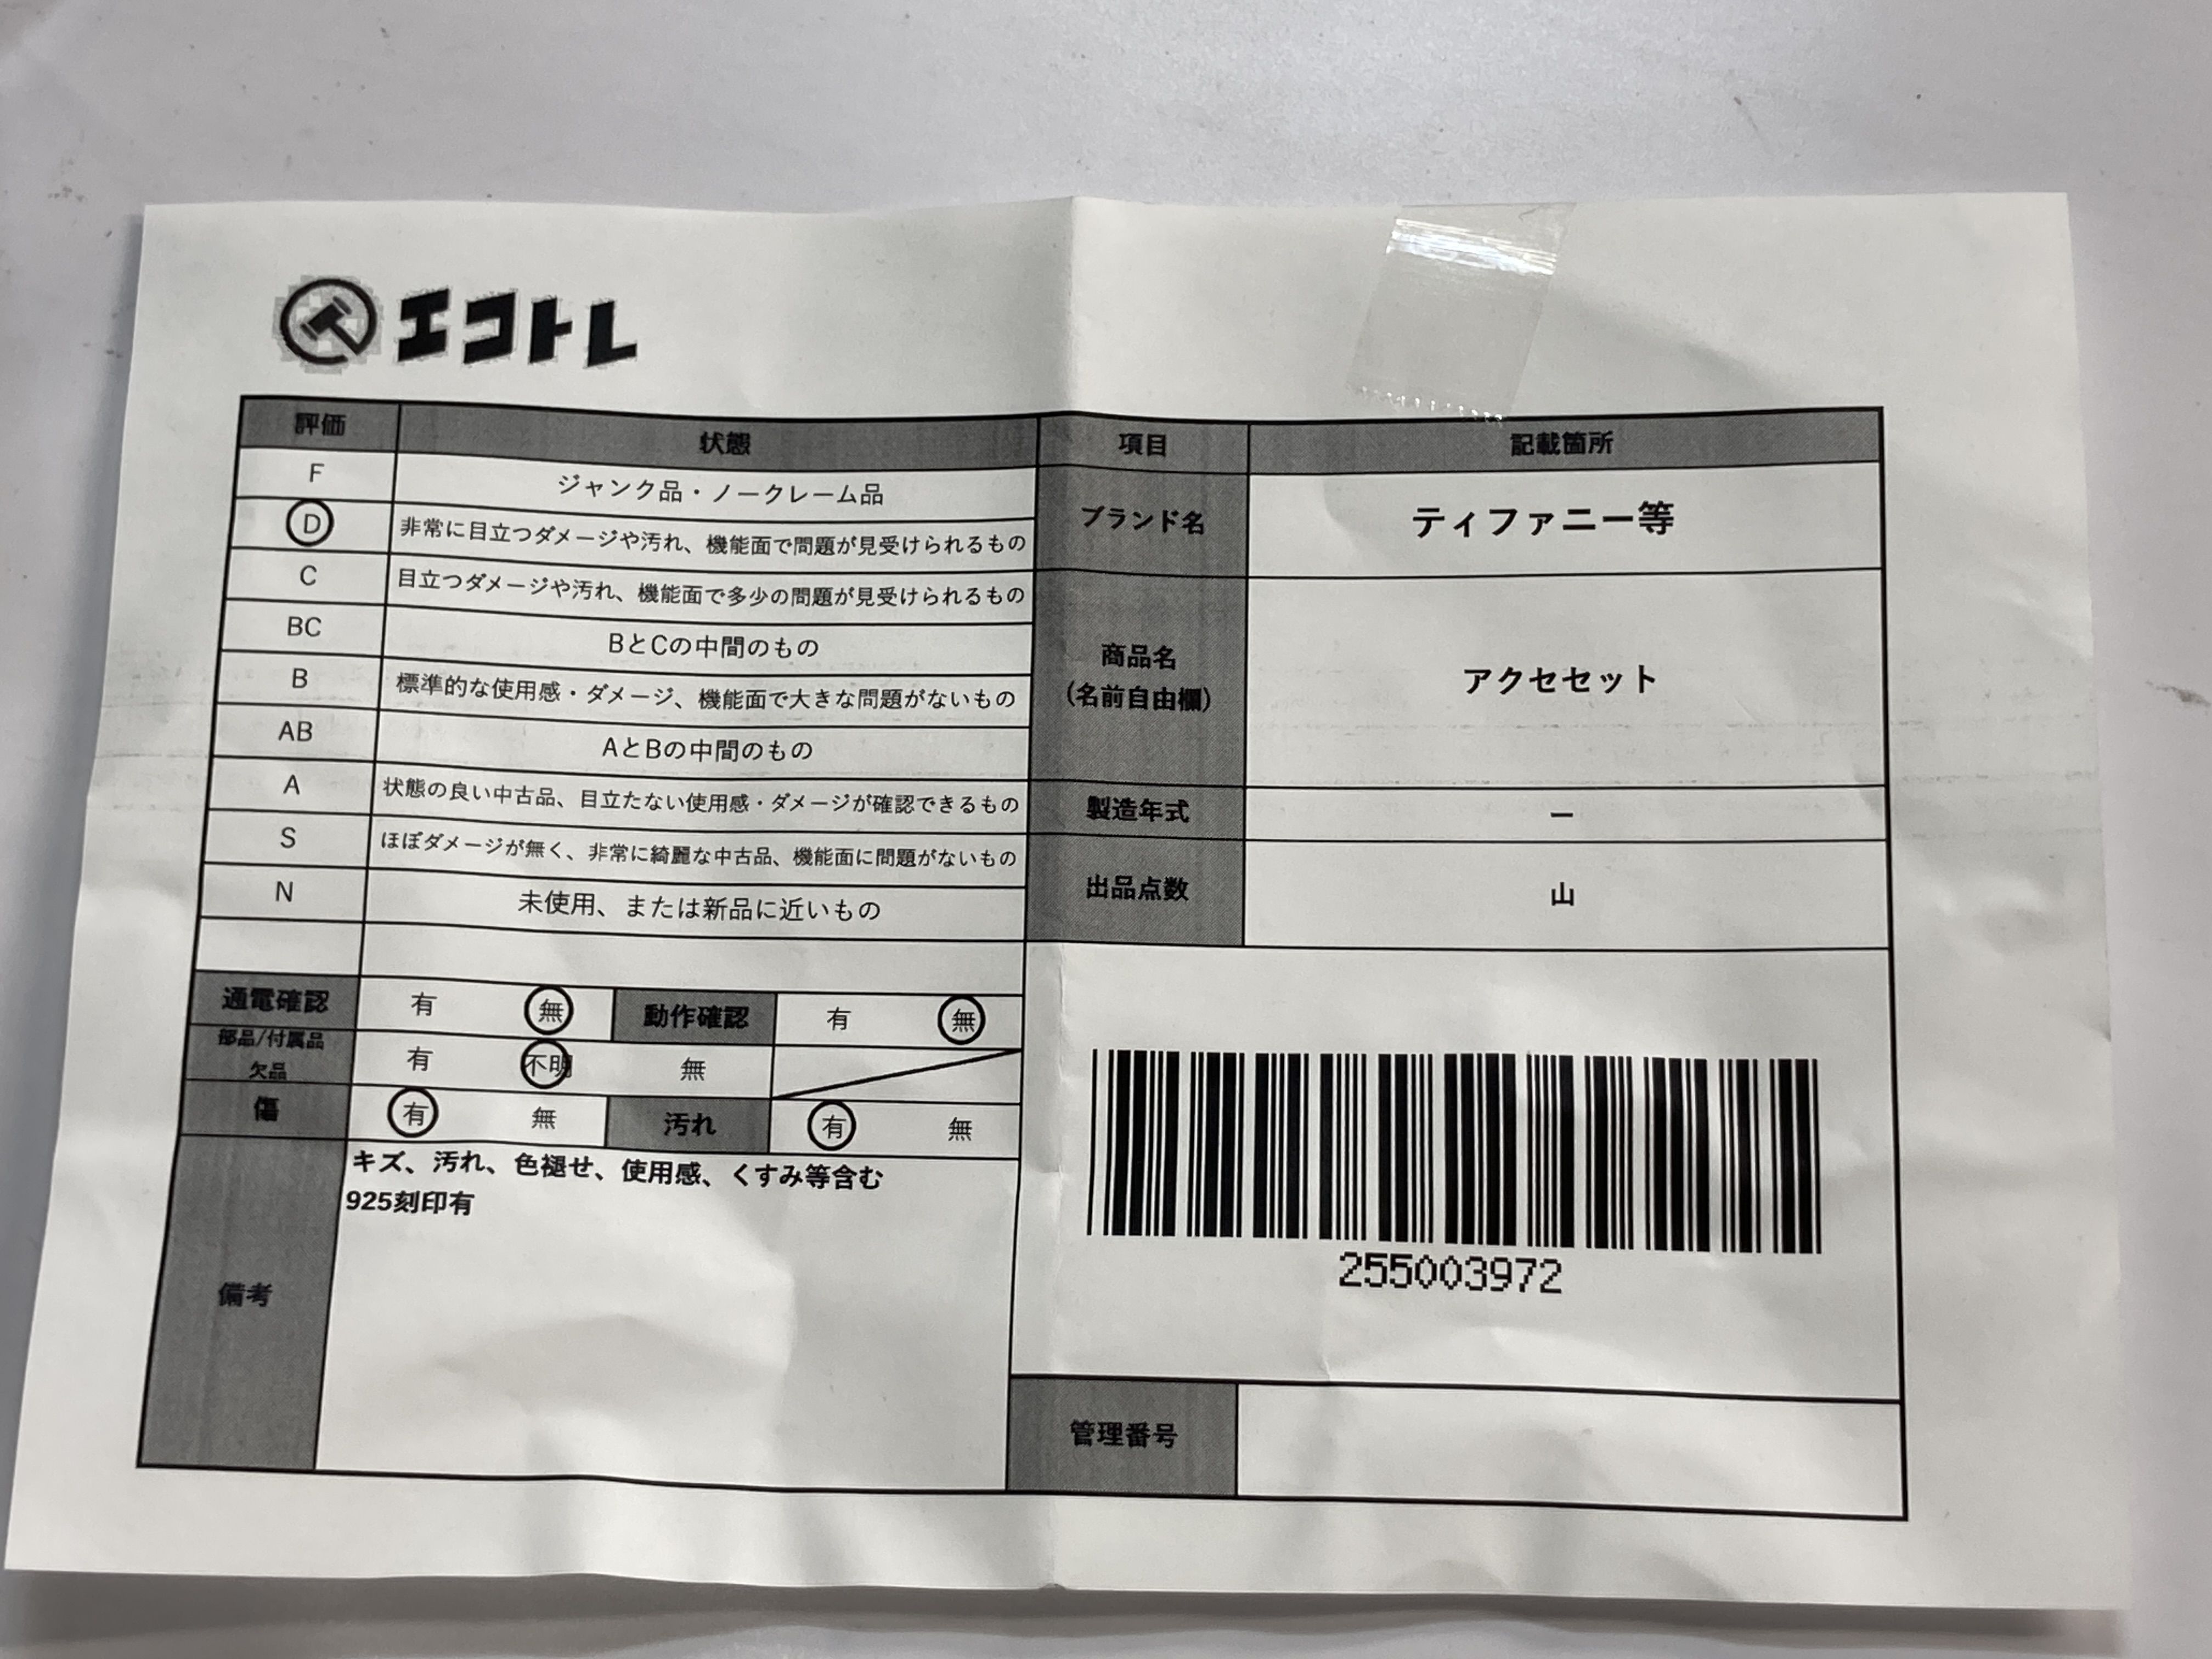 エコトレ
評価 状態
F ジャンク品・ノークレーム品
D 非常に目立つダメージや汚れ、機能面で問題が見受けられるもの
C 目立つダメージや汚れ、機能面で多少の問題が見受けられるもの
BC BとCの中間のもの
B 標準的な使用感・ダメージ、機能面で大きな問題がないもの
AB AとBの中間のもの
A 状態の良い中古品、目立たない使用感・ダメージが確認できるもの
S ほぼダメージが無く、非常に綺麗な中古品、機能面に問題がないもの
N 未使用、または新品に近いもの
通電確認 有 無 動作確認 有 無
部品/付属品
欠品 有 不明 無
傷 有 無 汚れ 有 無
備考
キズ、汚れ、色褪せ、使用感、くすみ等含む
925刻印有
項目 記載箇所
ブランド名 ティファニー等
商品名
(名前自由欄) アクセセット
製造年式 ー
出品点数 山
255003972
管理番号